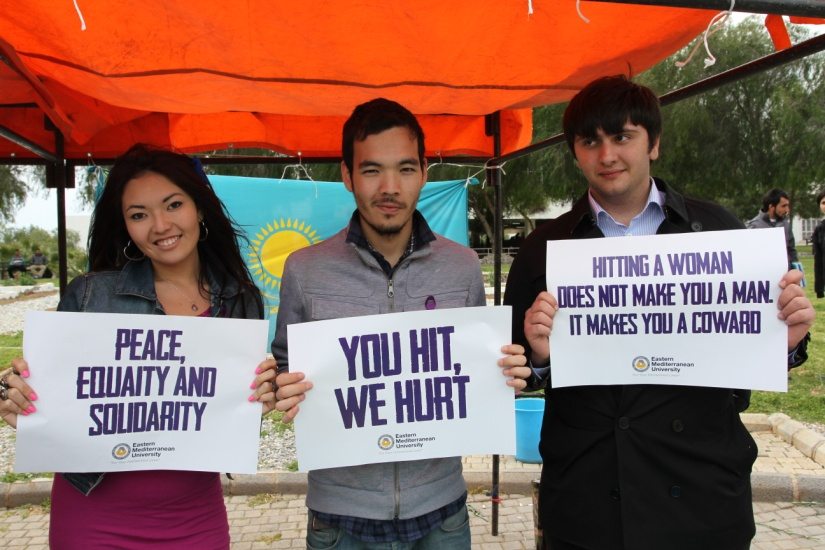 PEACE,
EQUAITY AND
SOLIDARITY
Eastern
Mediterranean
University
YOU HIT,
WE HURT
Eastern
Mediterranean
University
HITTING A WOMAN
DOES NOT MAKE YOU A MAN.
IT MAKES YOU A COWARD
Eastern
Mediterranean
University